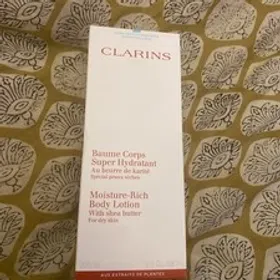 CLARINS
Baume Corps
Super Hydratant
Au beurre de karité
Spécial peaux sèches
Moisture-Rich
Body Lotion
With shea butter
For dry skin
AUX EXTRAITS DE PLANTES